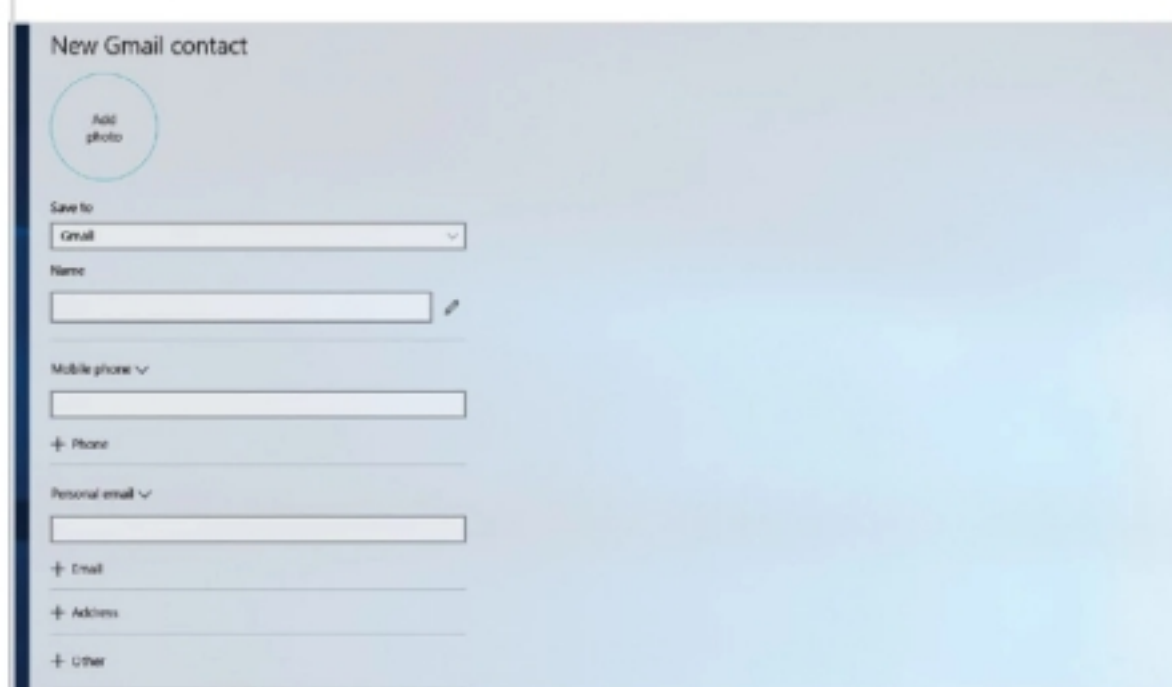 New Gmail contact
Add
photo
Save to
Gmail
Name
Mobile phone
+ Phone
Personal email
+ Email
+ Address
+ Other